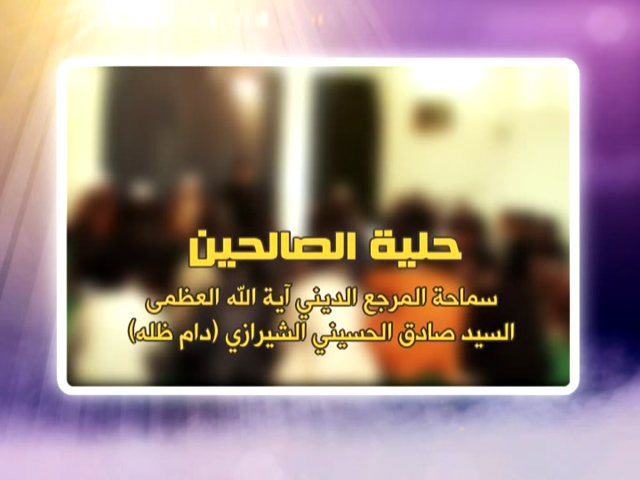 حلية الصالحين
سماحة المرجع الديني آية الله العظمى
السيد صادق الحسيني الشيرازي (دام ظله)